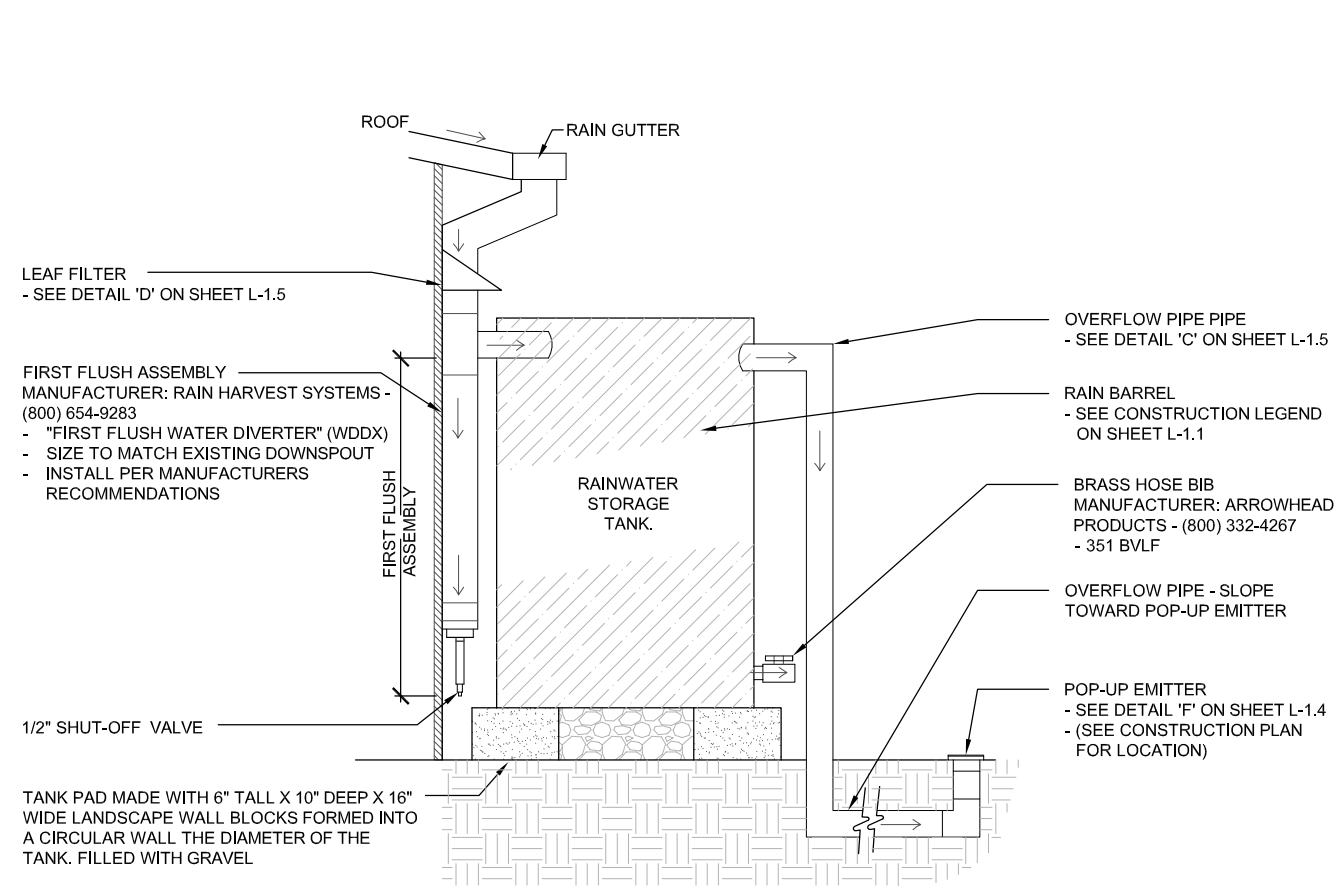 ROOF
RAIN GUTTER
LEAF FILTER
- SEE DETAIL 'D' ON SHEET L-1.5
FIRST FLUSH ASSEMBLY
MANUFACTURER: RAIN HARVEST SYSTEMS -
(800) 654-9283
- "FIRST FLUSH WATER DIVERTER" (WDDX)
- SIZE TO MATCH EXISTING DOWNSPOUT
- INSTALL PER MANUFACTURERS
RECOMMENDATIONS
FIRST FLUSH
ASSEMBLY
1/2" SHUT-OFF VALVE
TANK PAD MADE WITH 6" TALL X 10" DEEP X 16"
WIDE LANDSCAPE WALL BLOCKS FORMED INTO
A CIRCULAR WALL THE DIAMETER OF THE
TANK. FILLED WITH GRAVEL
RAINWATER
STORAGE
TANK.
OVERFLOW PIPE PIPE
- SEE DETAIL 'C' ON SHEET L-1.5
RAIN BARREL
- SEE CONSTRUCTION LEGEND
ON SHEET L-1.1
BRASS HOSE BIB
MANUFACTURER: ARROWHEAD
PRODUCTS - (800) 332-4267
- 351 BVLF
OVERFLOW PIPE - SLOPE
TOWARD POP-UP EMITTER
POP-UP EMITTER
- SEE DETAIL 'F' ON SHEET L-1.4
- (SEE CONSTRUCTION PLAN
FOR LOCATION)